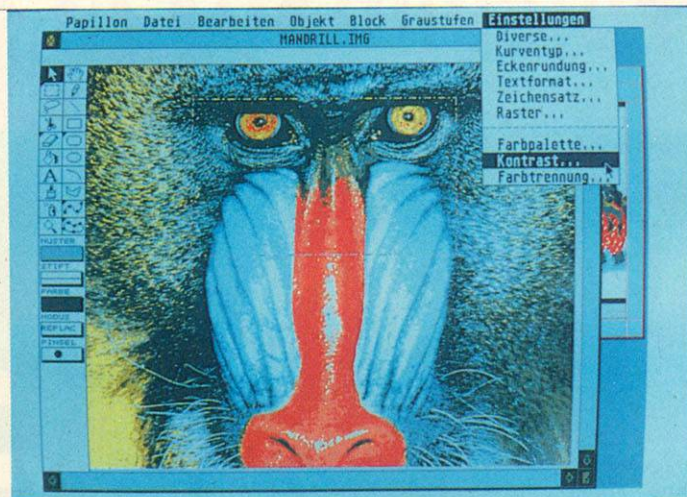 Papillon Datei Bearbeiten Objekt Block Graustufen Einstellungen
MANDRILL.IMG
Diverse...
Kurventyp...
Eckenrundung...
Textformat...
Zeichensatz...
Raster...
Farbpalette...
Kontrast...
Farbtrennung...
A
MUSTER
STIFT
FARBE
MODUS
REPLAC
PINSEL